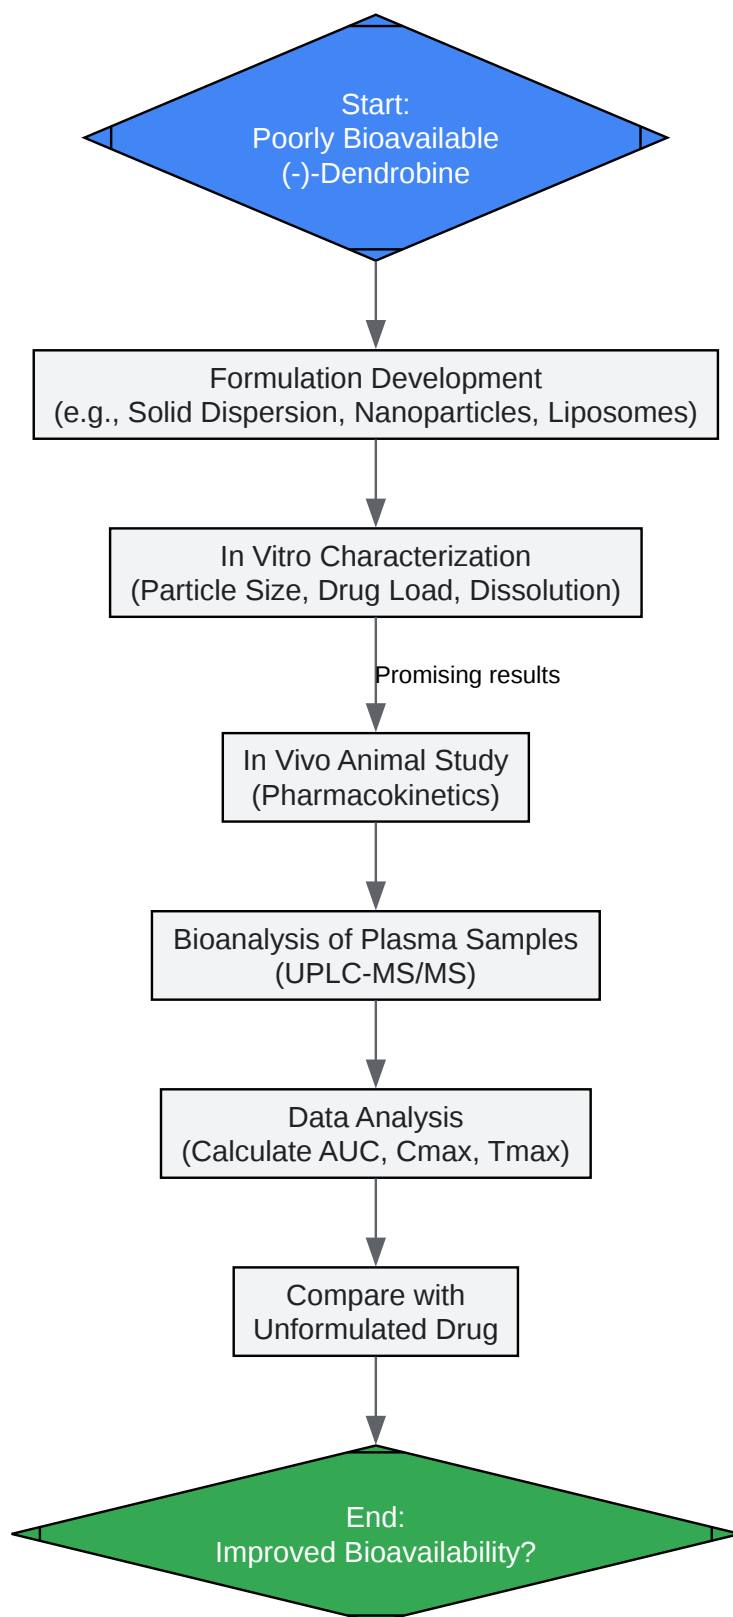 Start:
Poorly Bioavailable
(-)-Dendrobine
Formulation Development
(e.g., Solid Dispersion, Nanoparticles, Liposomes)
In Vitro Characterization
(Particle Size, Drug Load, Dissolution)
Promising results
In Vivo Animal Study
(Pharmacokinetics)
Bioanalysis of Plasma Samples
(UPLC-MS/MS)
Data Analysis
(Calculate AUC, Cmax, Tmax)
Compare with
Unformulated Drug
End:
Improved Bioavailability?